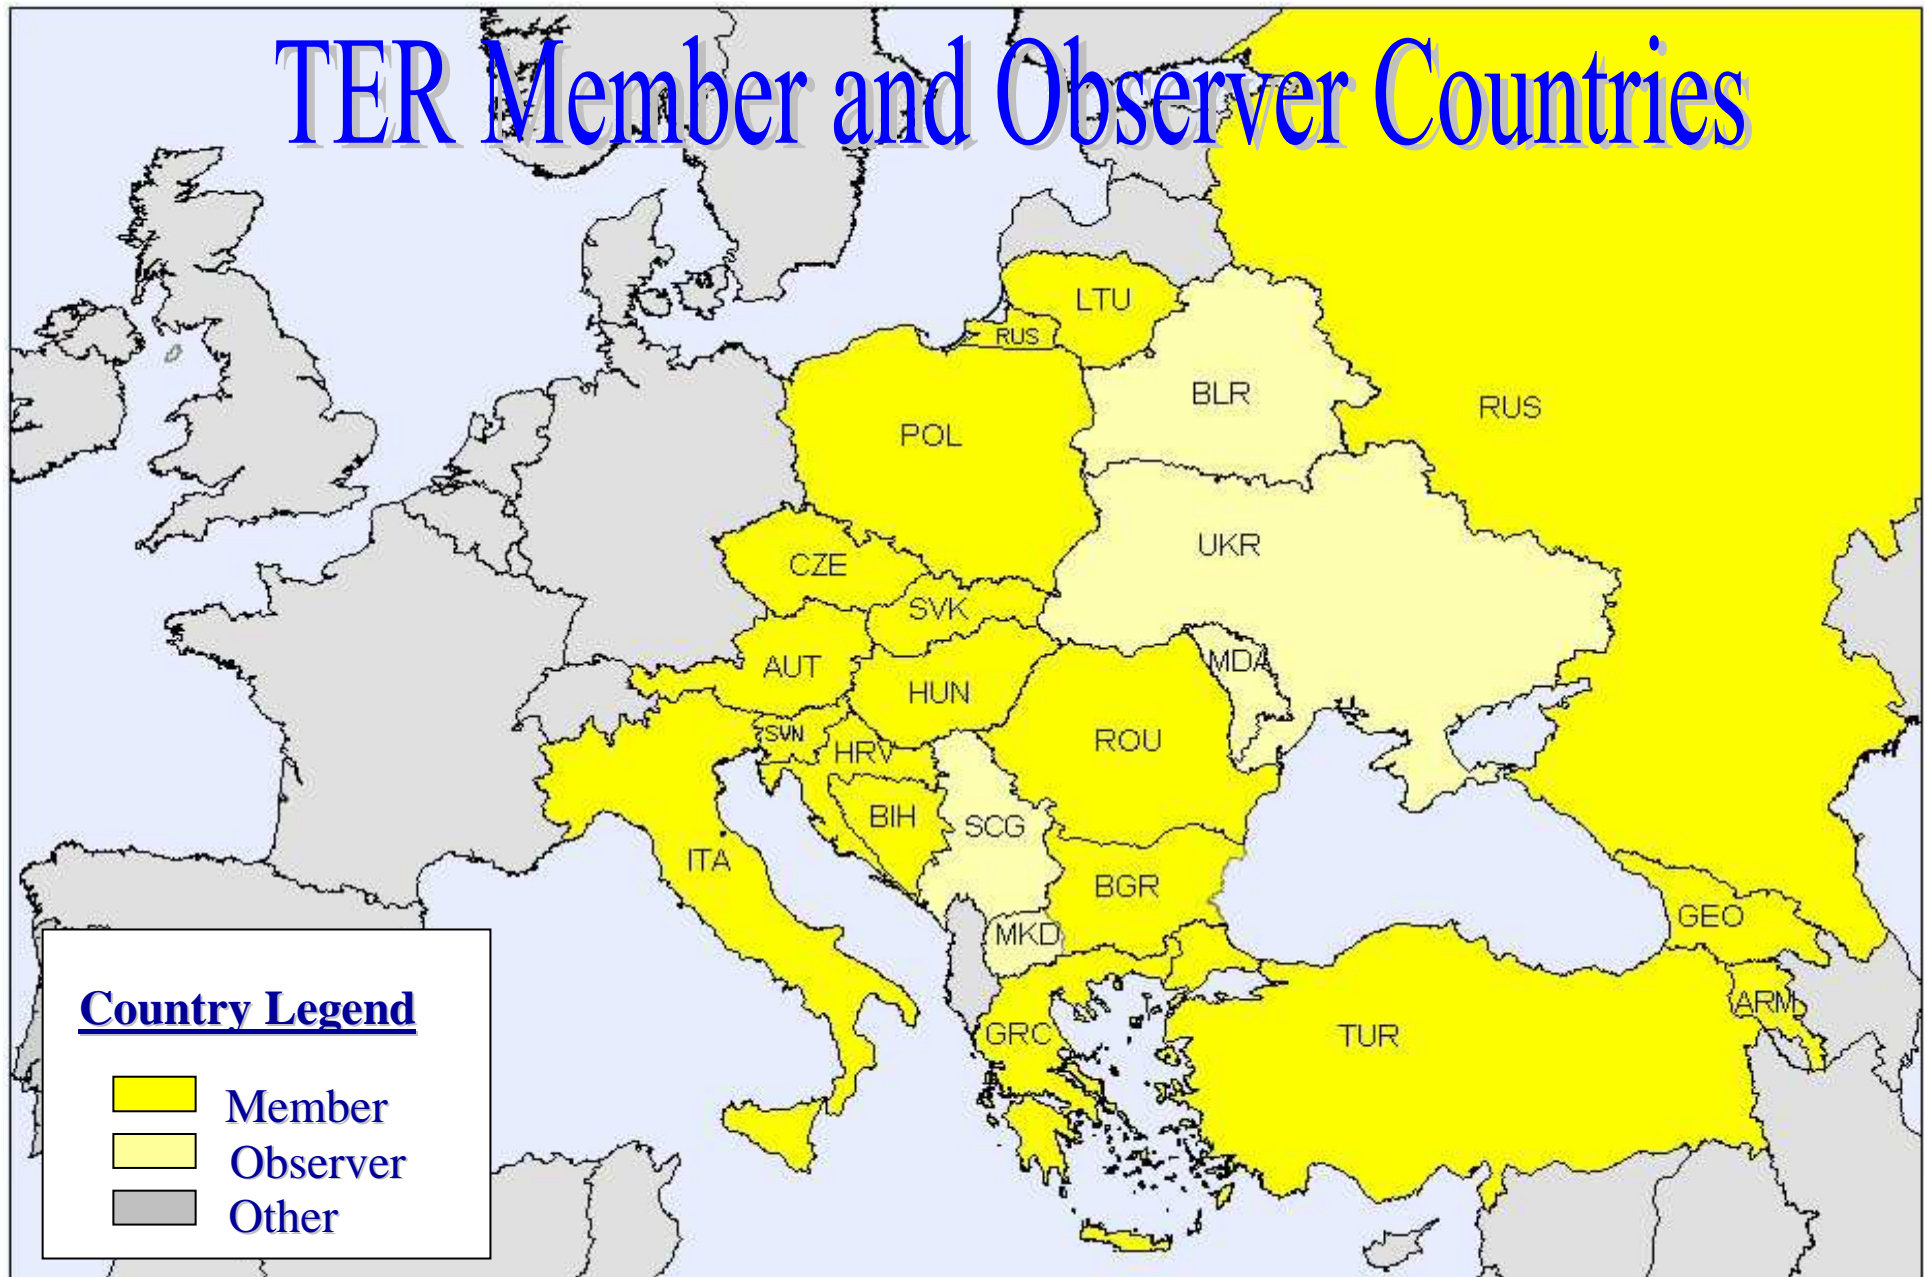 TER Member and Observer Countries
LTU
RUS
BLR
RUS
POL
UKR
CZE
SVK
MDA
AUT
HUN
SVN
HRV
ROU
BIH
SCG
ITA
BGR
GEO
MKD
ARM
GRC
TUR
Country Legend
Member
Observer
Other